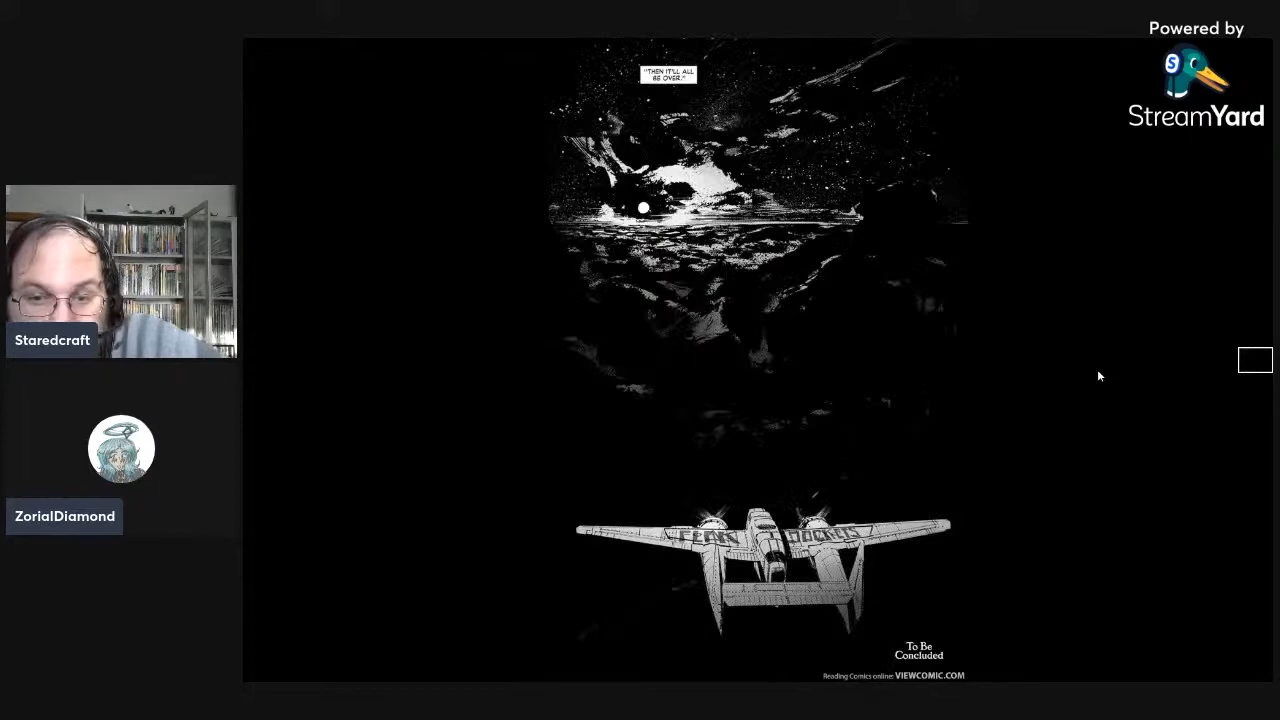 Powered by
StreamYard
"THEN IT'LL ALL
BE OVER."
Staredcraft
ZorialDiamond
To Be
Concluded
Reading Comics online: VIEWCOMIC.COM